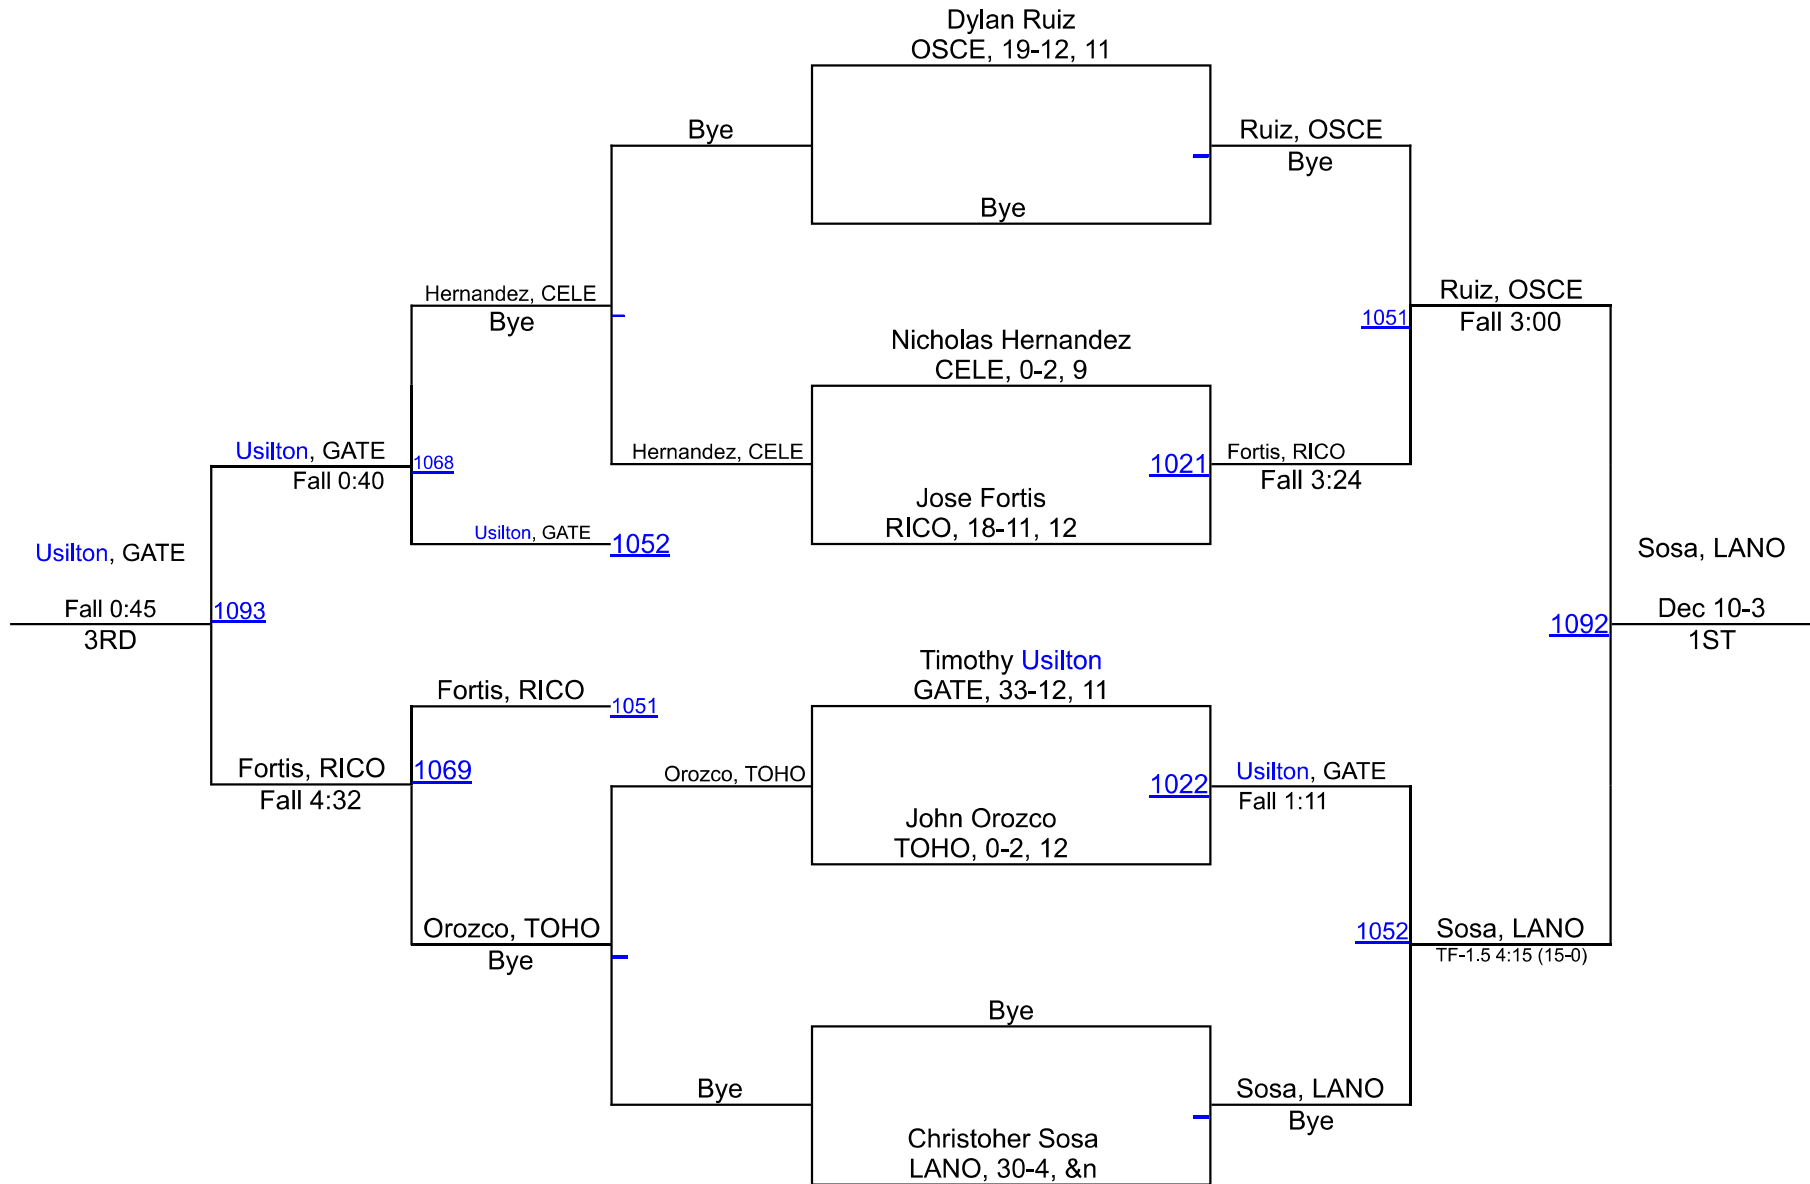 Dylan Ruiz
OSCE, 19-12, 11
Bye
Ruiz, OSCE
Bye
Bye
Hernandez, CELE
Bye
Ruiz, OSCE
1051
Fall 3:00
Nicholas Hernandez
CELE, 0-2, 9
Usilton, GATE
1068
Fall 0:40
Hernandez, CELE
1021
Fortis, RICO
Fall 3:24
Jose Fortis
RICO, 18-11, 12
Usilton, GATE
1052
Usilton, GATE
Sosa, LANO
Fall 0:45
1093
3RD
1092
Dec 10-3
1ST
Timothy Usilton
GATE, 33-12, 11
Fortis, RICO
1051
Fortis, RICO
1069
Fall 4:32
Orozco, TOHO
1022
Usilton, GATE
Fall 1:11
John Orozco
TOHO, 0-2, 12
Orozco, TOHO
Bye
1052
Sosa, LANO
TF-1.5 4:15 (15-0)
Bye
Bye
Sosa, LANO
Bye
Christoher Sosa
LANO, 30-4, &n